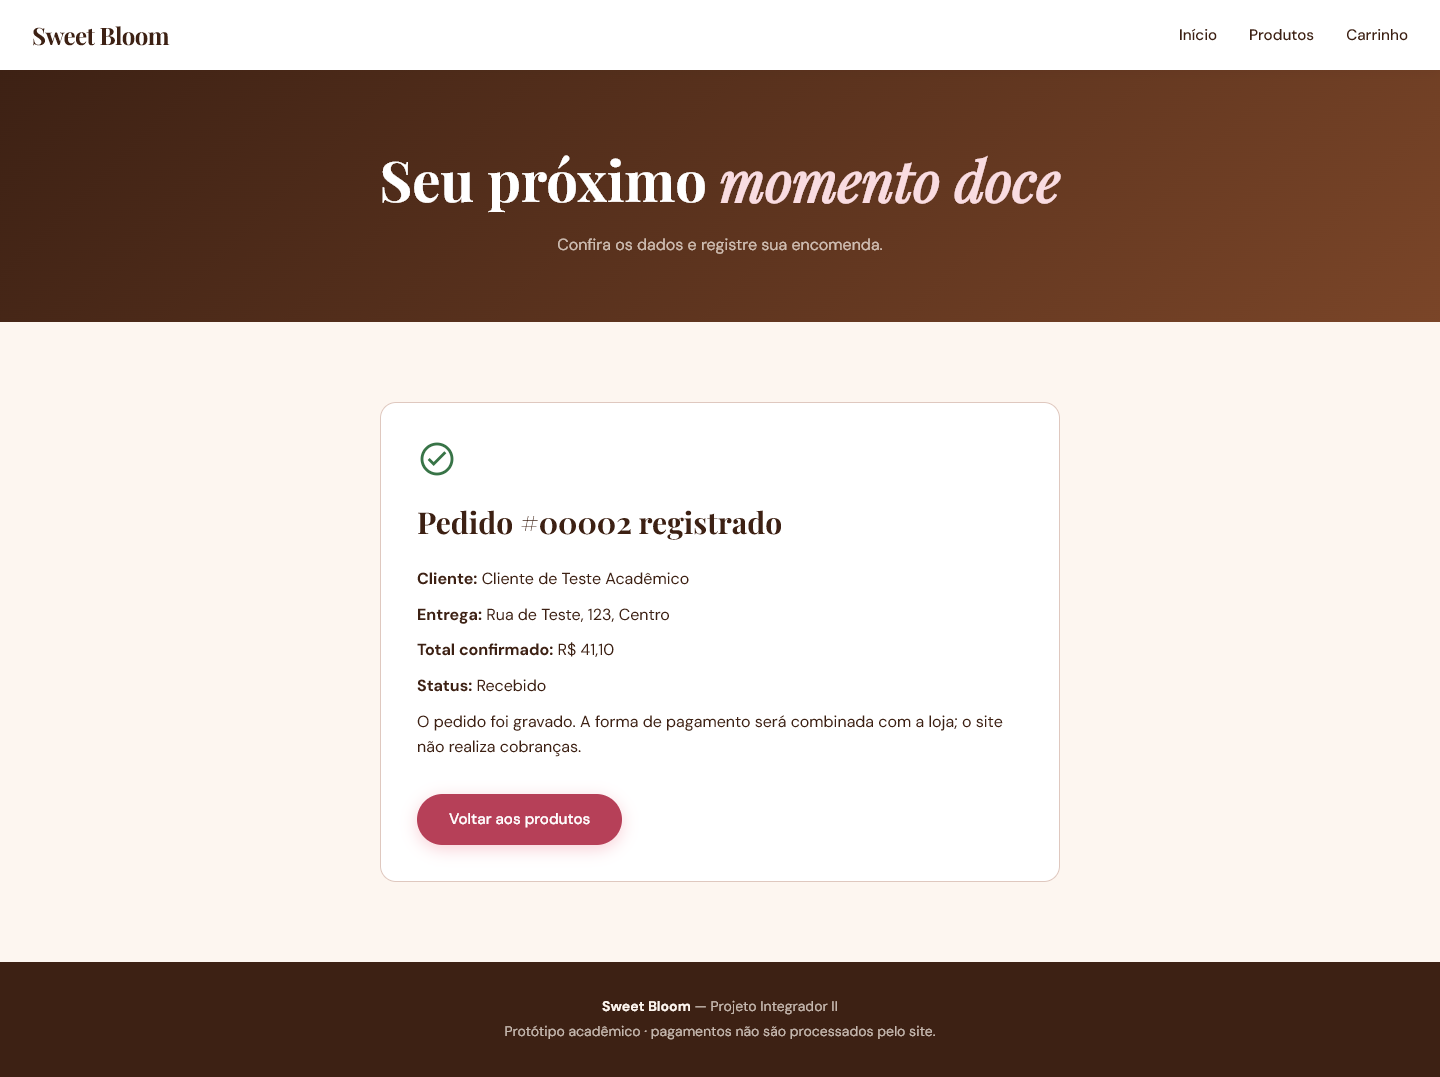 Sweet Bloom
Início Produtos Carrinho
Seu próximo momento doce
Confira os dados e registre sua encomenda.
Pedido #00002 registrado
Cliente: Cliente de Teste Acadêmico
Entrega: Rua de Teste, 123, Centro
Total confirmado: R$ 41,10
Status: Recebido
O pedido foi gravado. A forma de pagamento será combinada com a loja; o site
não realiza cobranças.
Voltar aos produtos
Sweet Bloom — Projeto Integrador II
Protótipo acadêmico · pagamentos não são processados pelo site.